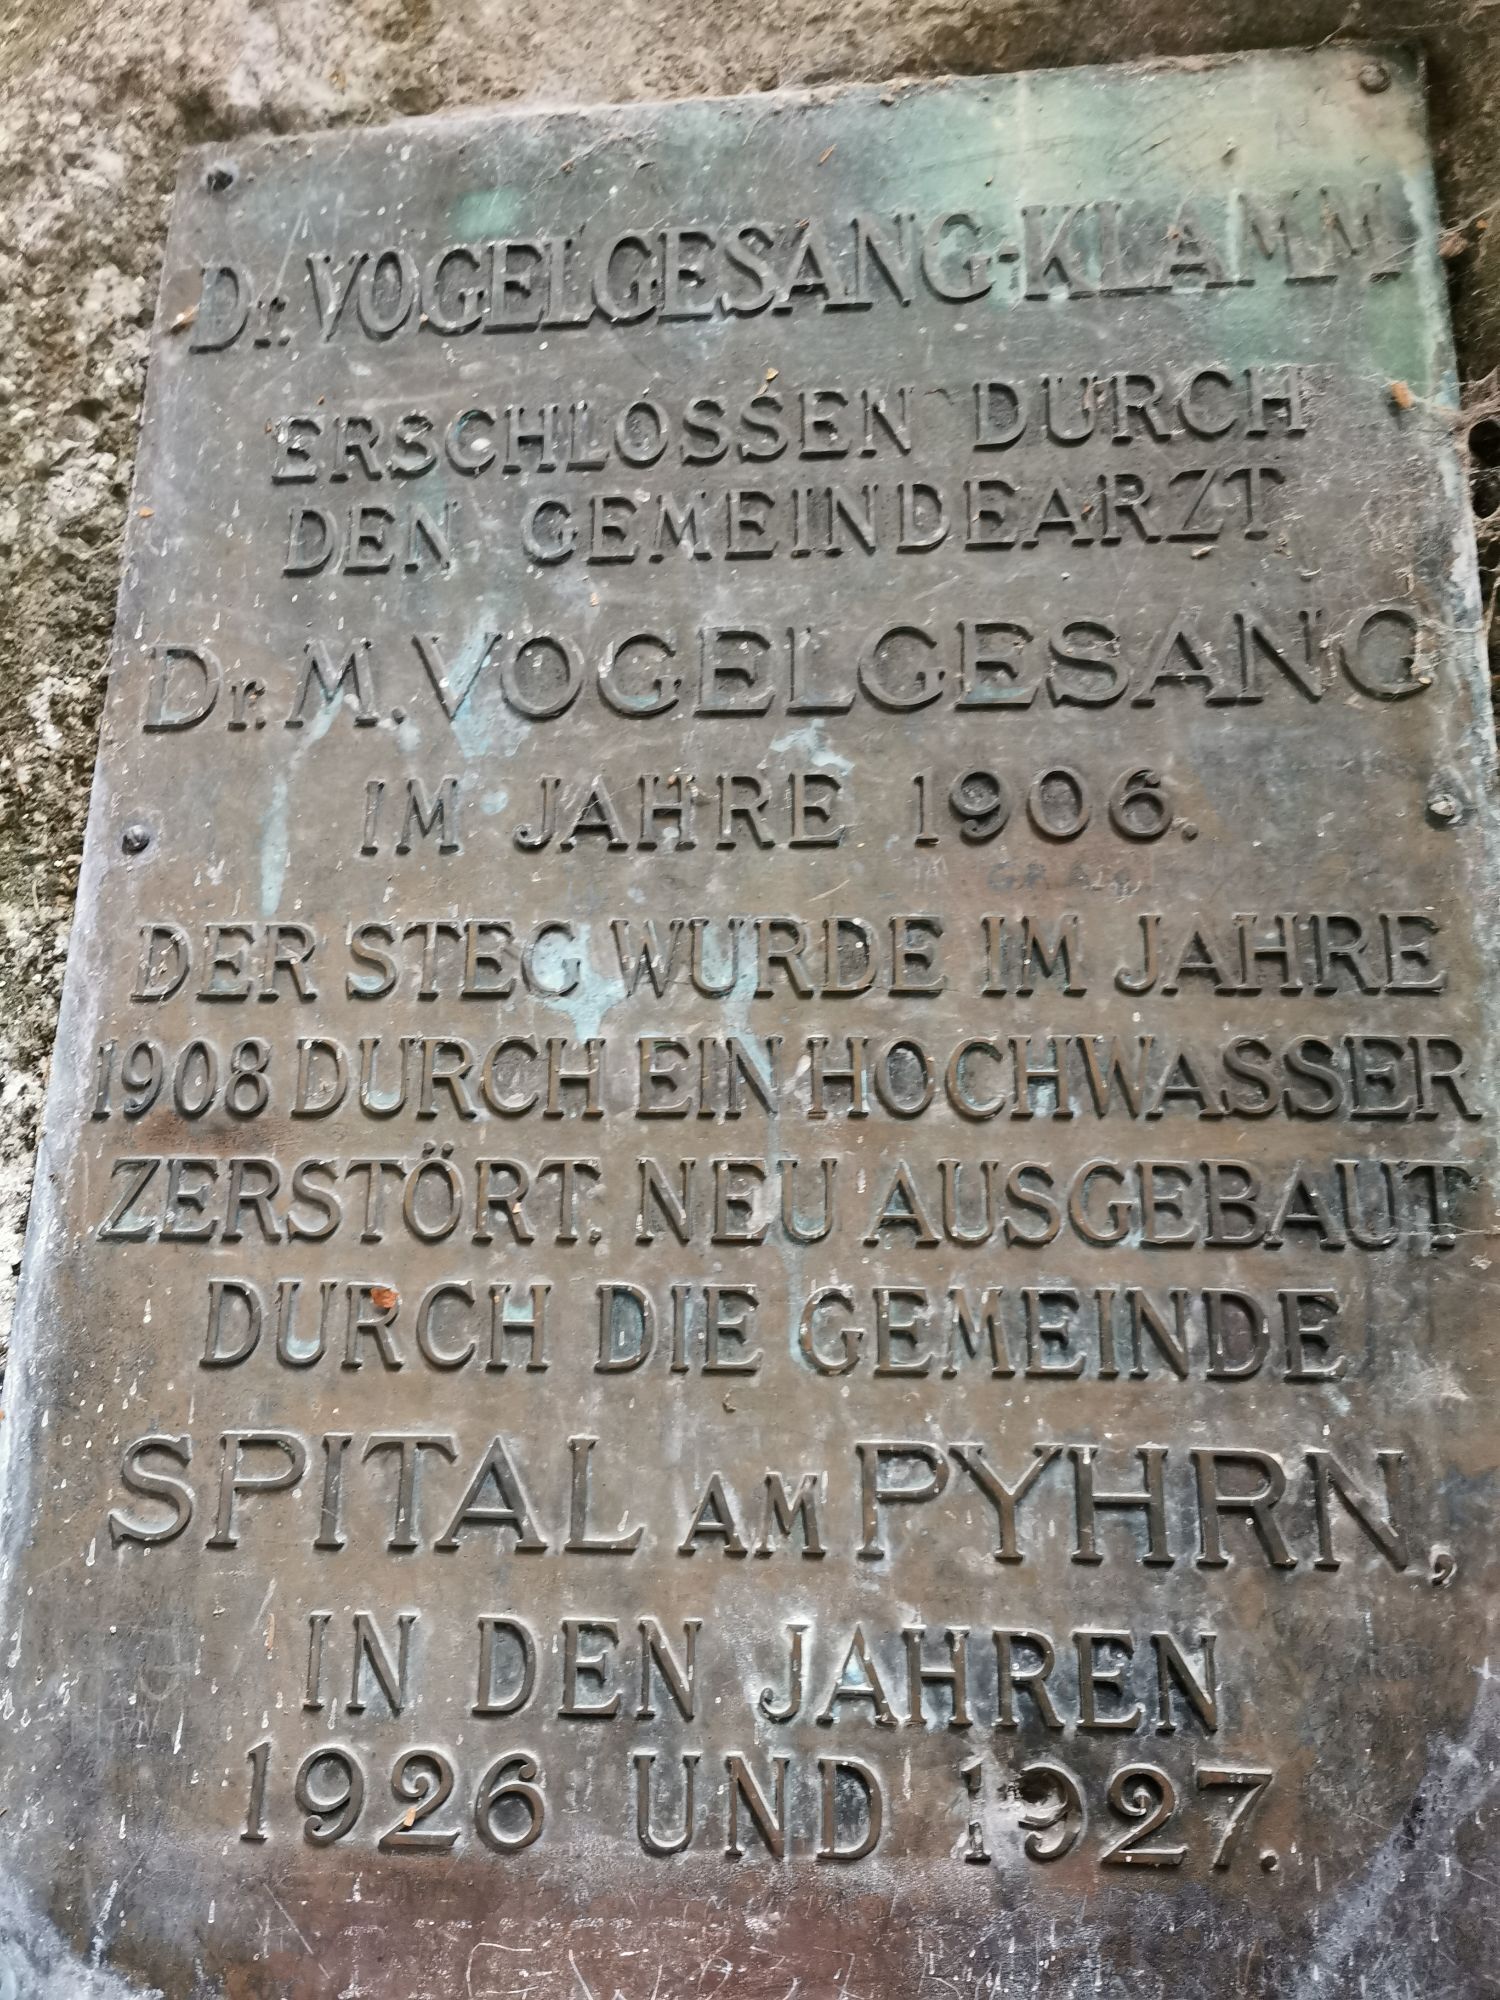 Dr. VOGELGESANG-KLAMM
ERSCHLOSSEN DURCH
DEN GEMEINDEARZT
Dr. M. VOGELGESANG
IM JAHRE 1906.
DER STEG WURDE IM JAHRE
1908 DURCH EIN HOCHWASSER
ZERSTÖRT. NEU AUSGEBAUT
DURCH DIE GEMEINDE
SPITAL AM PYHRN,
IN DEN JAHREN
1926 UND 1927.